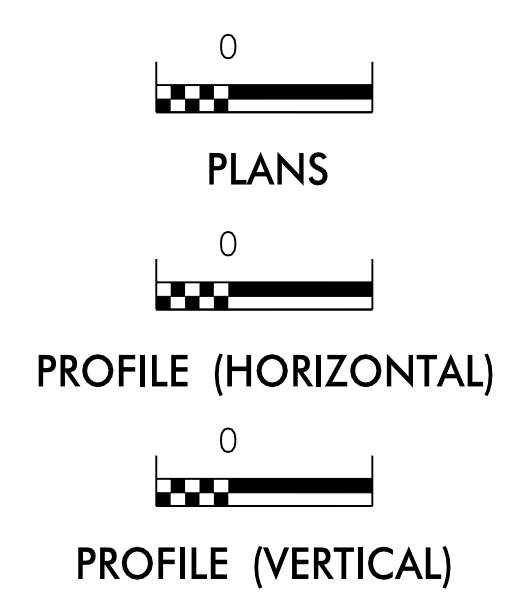 0
PLANS
0
PROFILE (HORIZONTAL)
0
PROFILE (VERTICAL)